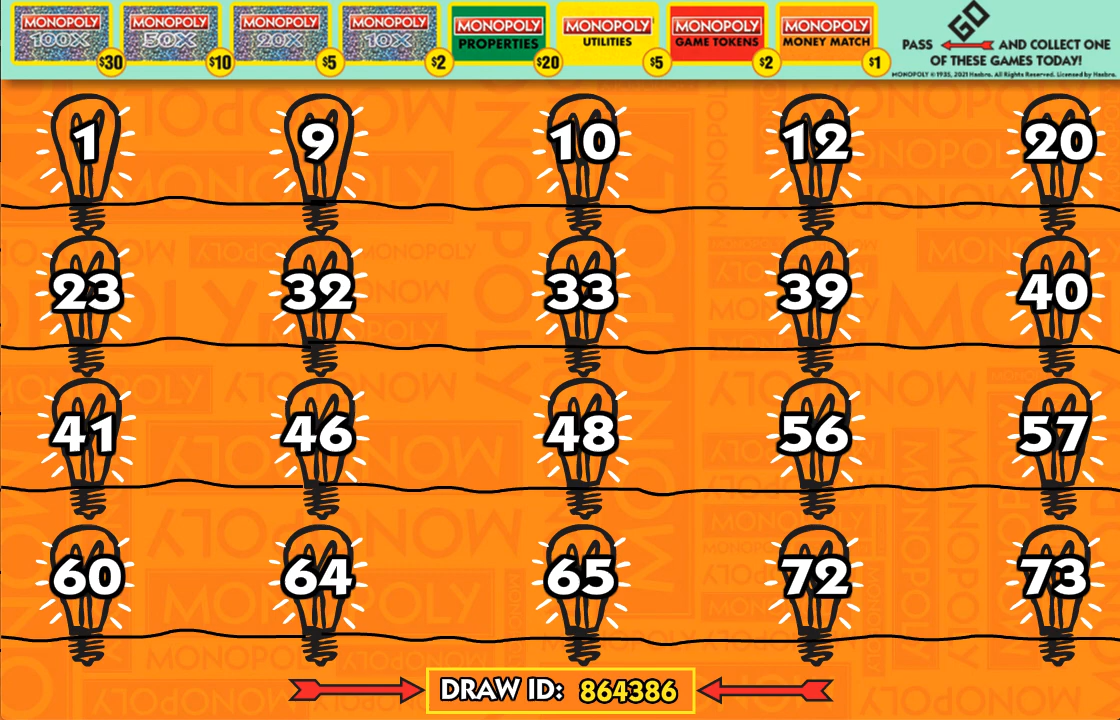 MONOPOLY MONOPOLY MONOPOLY MONOPOLY MONOPOLY MONOPOLY MONOPOLY MONOPOLY GO
100X 50X 20X 10X PROPERTIES UTILITIES GAME TOKENS MONEY MATCH PASS AND COLLECT ONE
$30 $10 $5 $2 $20 $5 $2 $1 OF THESE GAMES TODAY!
MONOPOLY © 1935, 2021 Hasbro. All Rights Reserved. Licensed by Hasbro.
1 9 10 12 20
23 32 33 39 40
41 46 48 56 57
60 64 65 72 73
DRAW ID: 864386